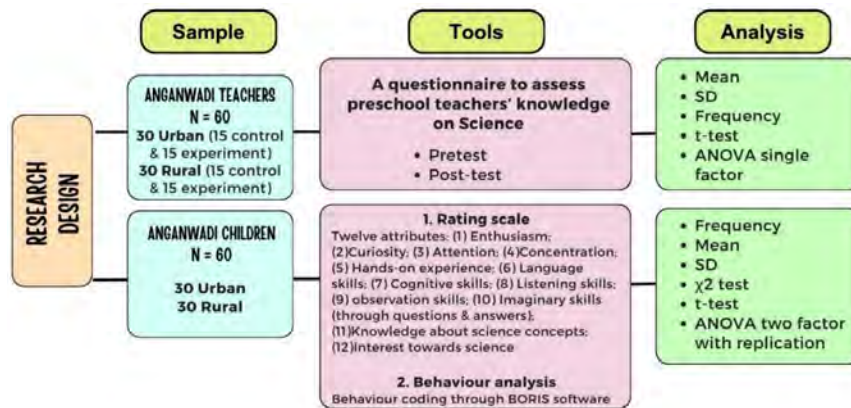 Sample
Tools
Analysis
RESEARCH
DESIGN
ANGANWADI TEACHERS
N = 60
30 Urban (15 control
& 15 experiment)
30 Rural (15 control
& 15 experiment)
A questionnaire to assess
preschool teachers' knowledge
on Science
• Pretest
• Post-test
• Mean
• SD
• Frequency
• t-test
• ANOVA single
factor
ANGANWADI CHILDREN
N = 60
30 Urban
30 Rural
1. Rating scale
Twelve attributes: (1) Enthusiasm;
(2)Curiosity; (3) Attention; (4)Concentration;
(5) Hands-on experience; (6) Language
skills; (7) Cognitive skills; (8) Listening skills;
(9) observation skills; (10) Imaginary skills
(through questions & answers);
(11)Knowledge about science concepts;
(12)Interest towards science
2. Behaviour analysis
Behaviour coding through BORIS software
• Frequency
• Mean
• SD
• χ2 test
• t-test
• ANOVA two factor
with replication